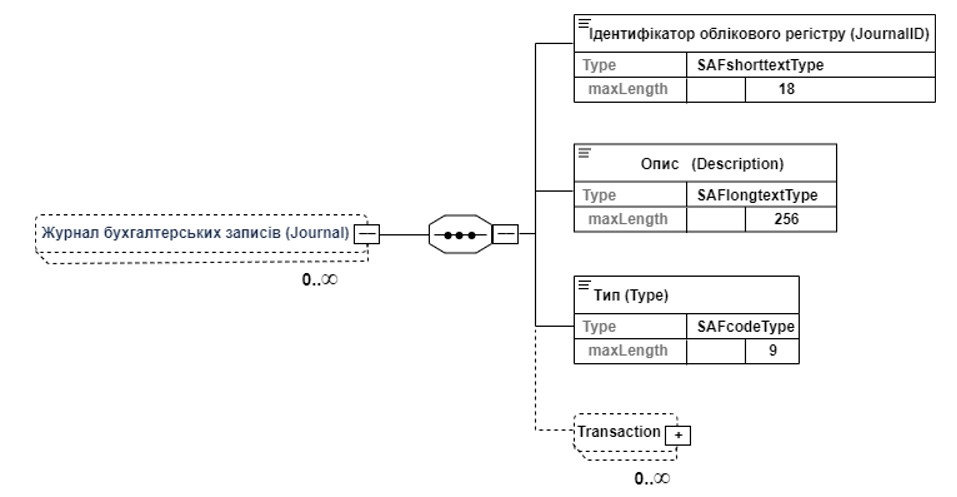 Ідентифікатор облікового регістру (JournalID)
Type SAFshorttextType
maxLength 18
Опис (Description)
Type SAFlongtextType
maxLength 256
Журнал бухгалтерських записів (Journal)
0..∞
Тип (Type)
Type SAFcodeType
maxLength 9
Transaction +
0..∞